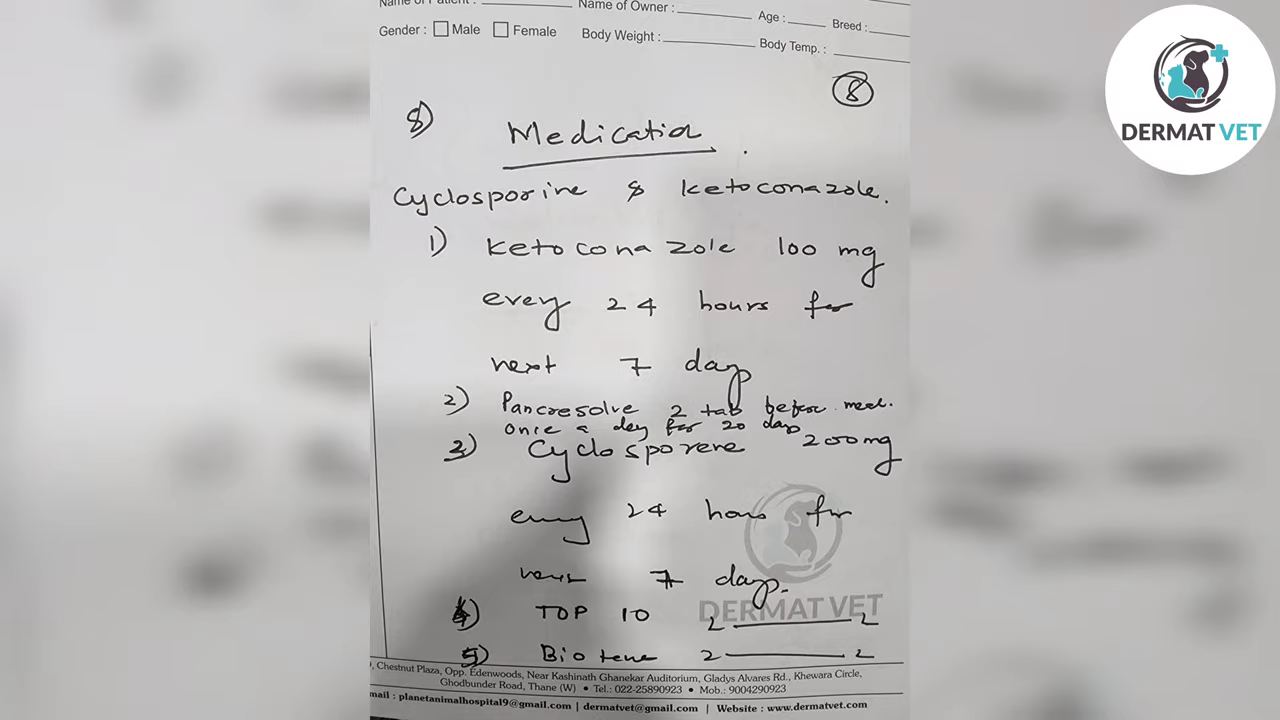 Name of Patient : Name of Owner : Age : Breed :
Gender : Male Female Body Weight : Body Temp. :
8
8) Medication
Cyclosporine & ketoconazole.
1) ketoconazole 100 mg
every 24 hours for
next 7 days
2) Pancresolve 2 tab before meal.
once a day for 20 days
3) Cyclosporene 200mg
every 24 hours for
next 7 days.
4) TOP 10 2 — 2
5) Biotene 2 — 2
DERMAT VET
Chestnut Plaza, Opp. Edenwoods, Near Kashinath Ghanekar Auditorium, Gladys Alvares Rd., Khewara Circle,
Ghodbunder Road, Thane (W) • Tel.: 022-25890923 • Mob.: 9004290923
mail : planetanimalhospital9@gmail.com | dermatvet@gmail.com | Website : www.dermatvet.com
DERMAT VET